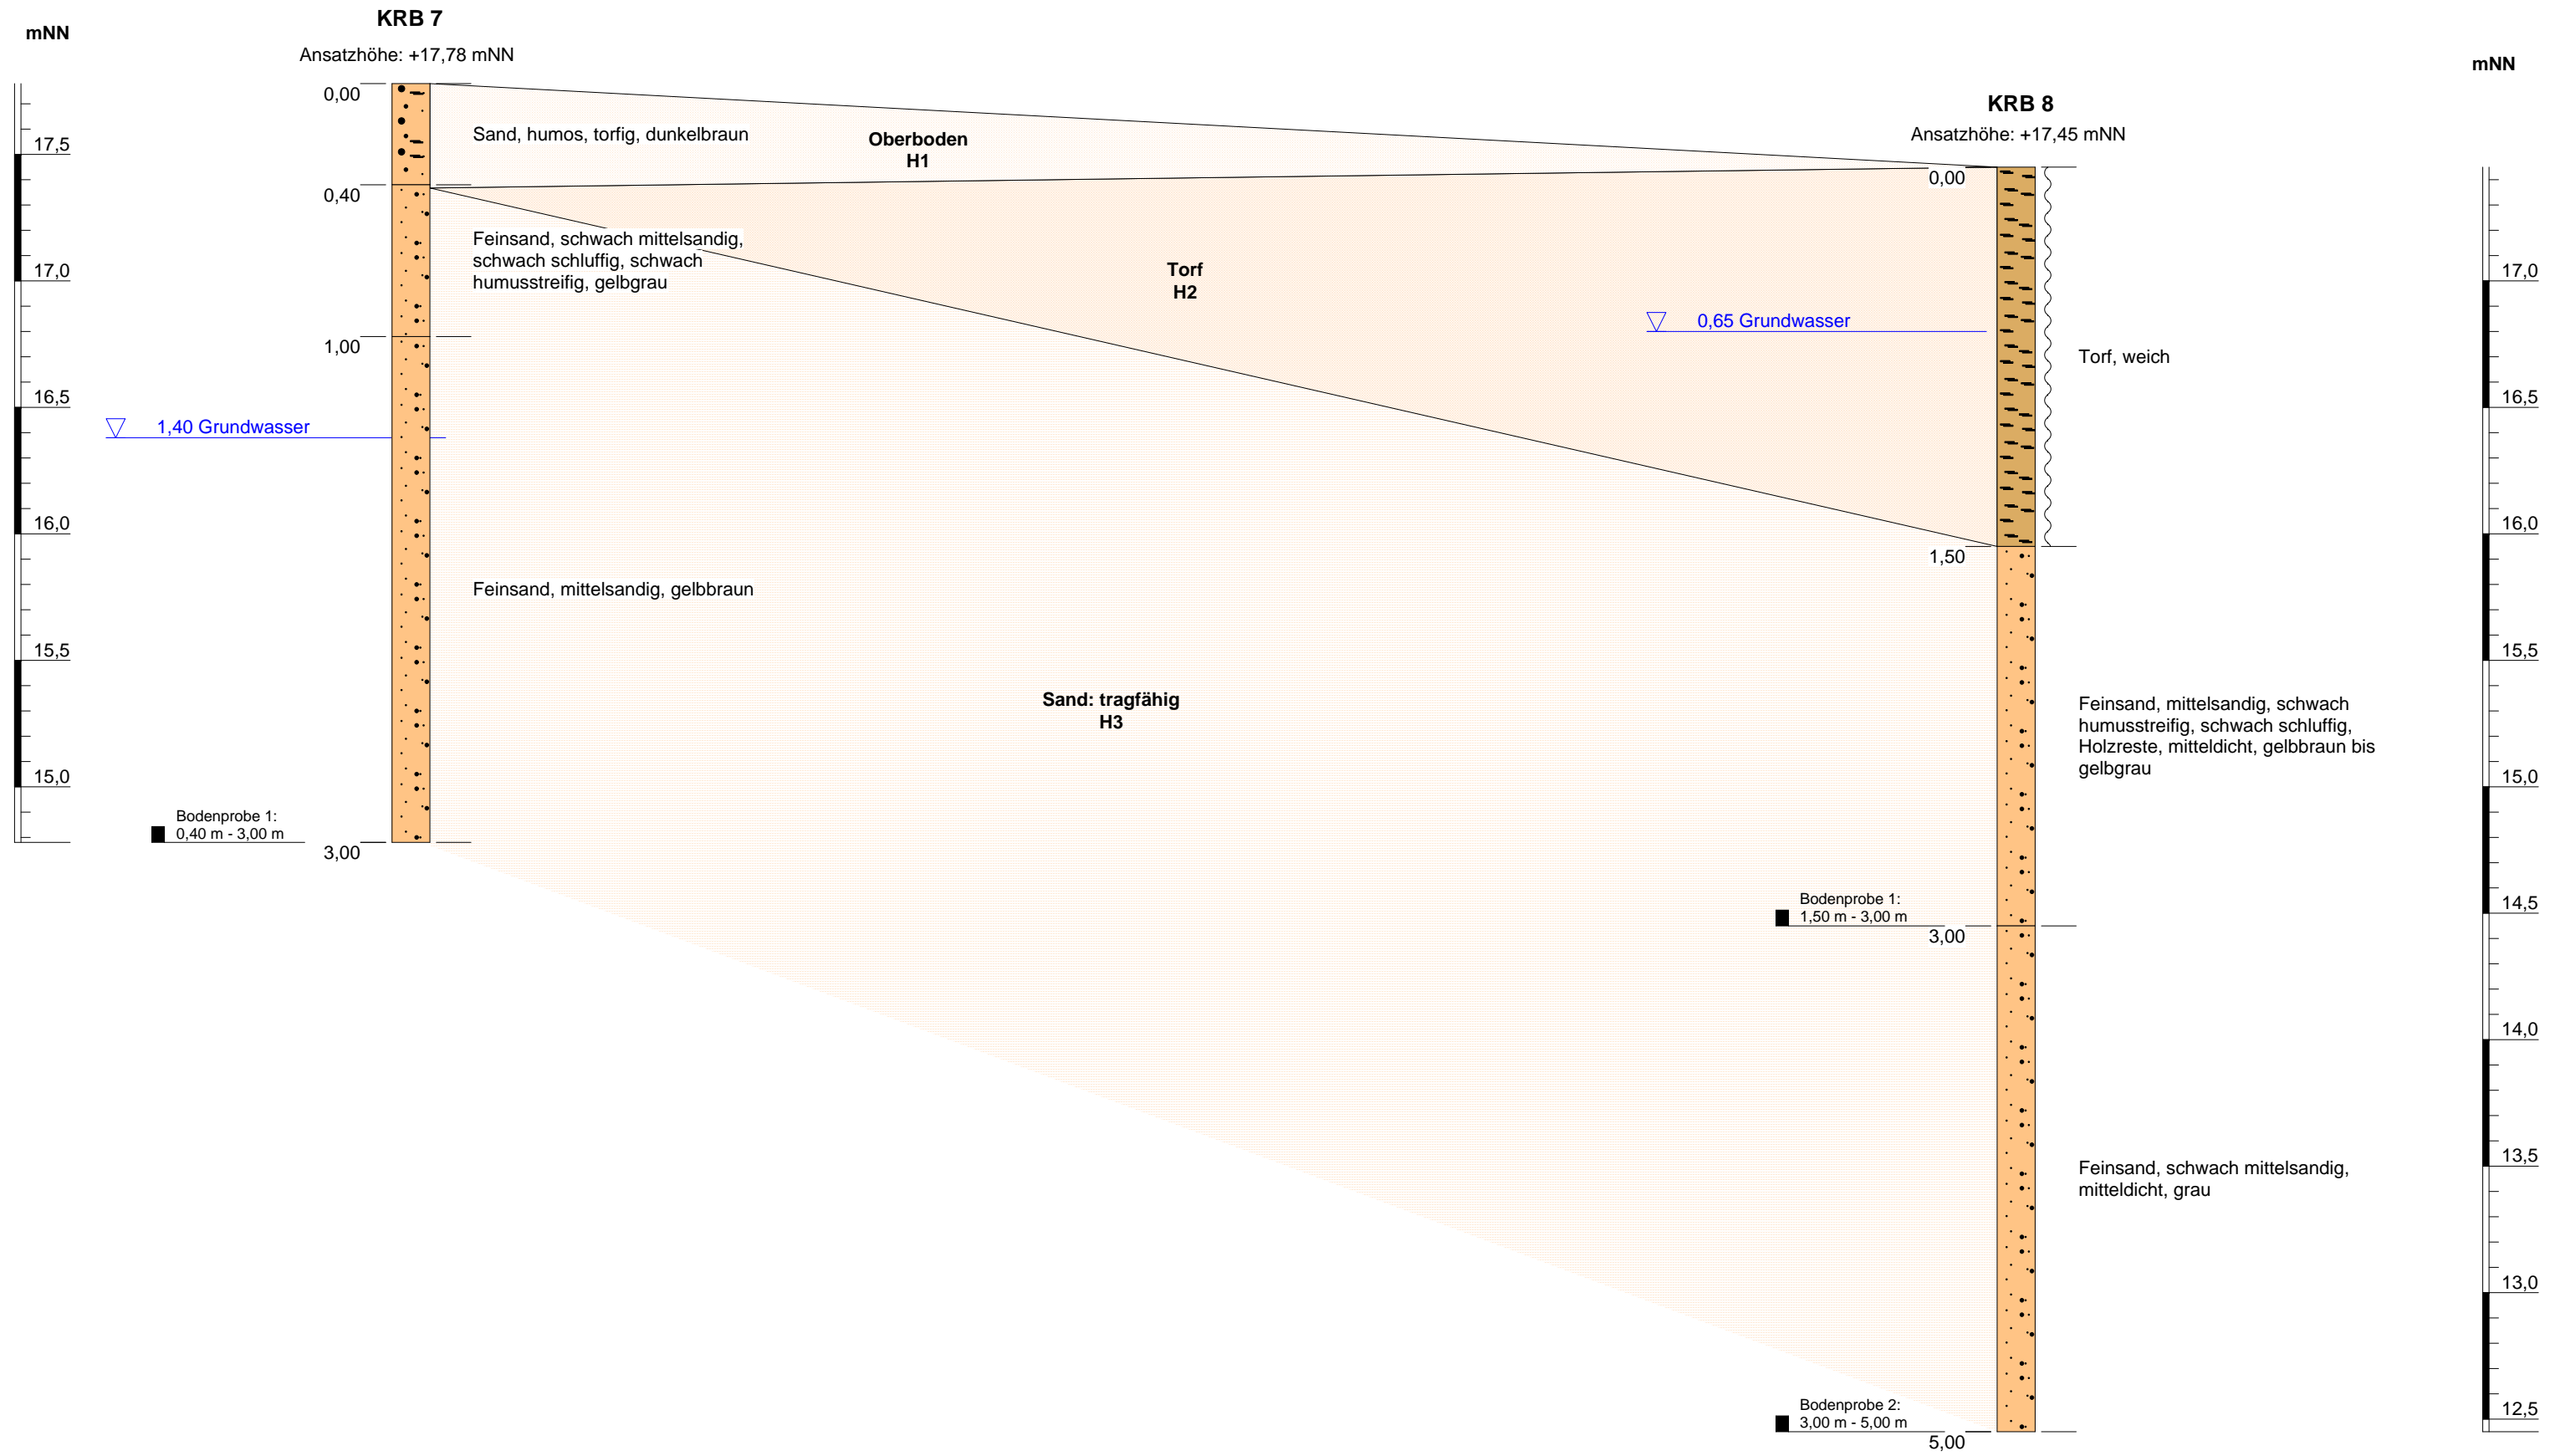 mNN
KRB 7
Ansatzhöhe: +17,78 mNN
17,5
17,0
16,5
16,0
15,5
15,0
0,00
0,40
1,00
3,00
Sand, humos, torfig, dunkelbraun
Feinsand, schwach mittelsandig,
schwach schluffig, schwach
humusstreifig, gelbgrau
1,40 Grundwasser
Feinsand, mittelsandig, gelbbraun
Bodenprobe 1:
0,40 m - 3,00 m
Oberboden
H1
Torf
H2
Sand: tragfähig
H3
KRB 8
Ansatzhöhe: +17,45 mNN
0,00
1,50
3,00
5,00
0,65 Grundwasser
Torf, weich
Feinsand, mittelsandig, schwach
humusstreifig, schwach schluffig,
Holzreste, mitteldicht, gelbbraun bis
gelbgrau
Bodenprobe 1:
1,50 m - 3,00 m
Feinsand, schwach mittelsandig,
mitteldicht, grau
Bodenprobe 2:
3,00 m - 5,00 m
mNN
17,0
16,5
16,0
15,5
15,0
14,5
14,0
13,5
13,0
12,5